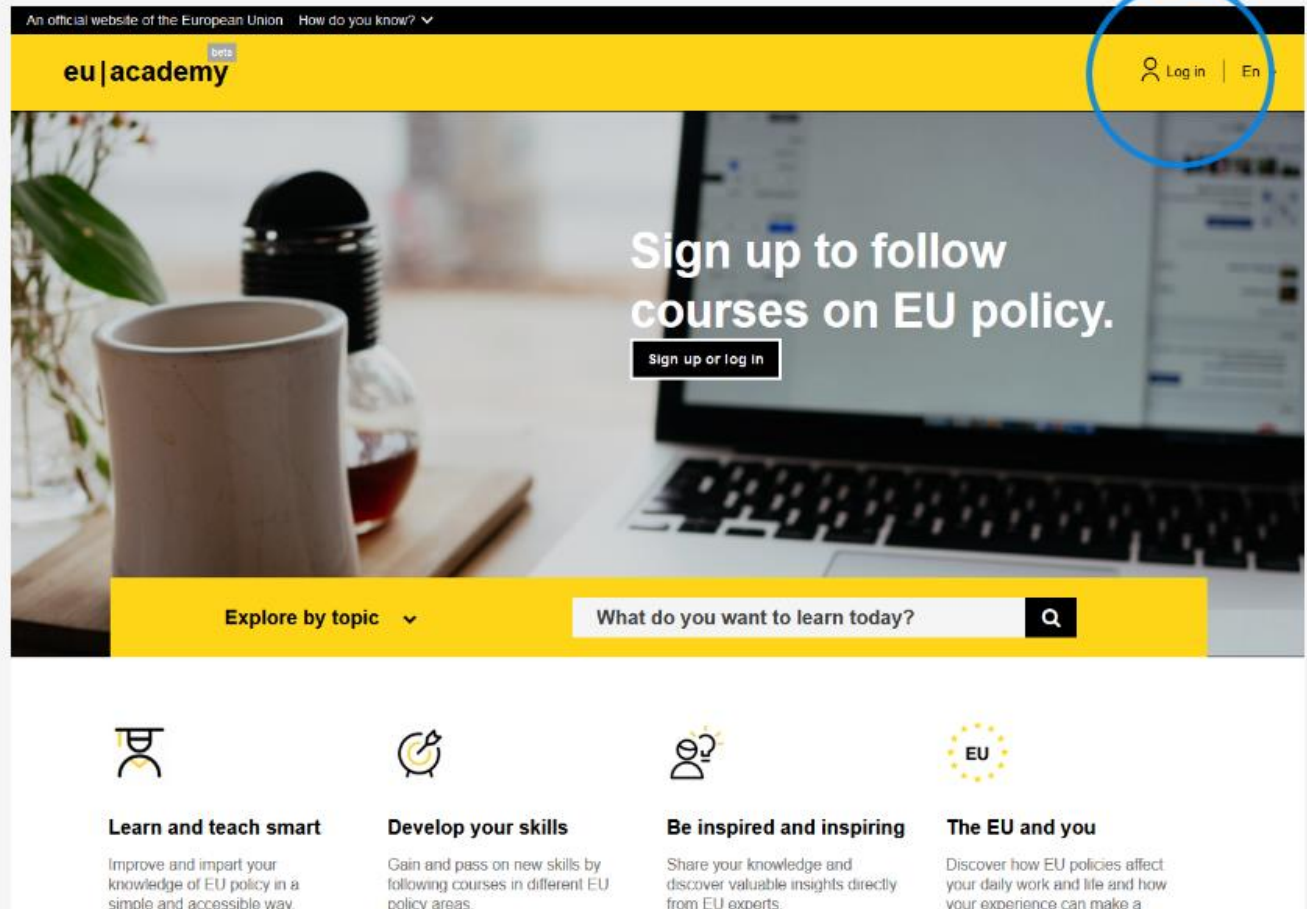 An official website of the European Union How do you know?
eu|academy
beta
Log in | En
Sign up to follow
courses on EU policy.
Sign up or log in
Explore by topic
What do you want to learn today?
EU
Learn and teach smart
Improve and impart your
knowledge of EU policy in a
simple and accessible way.
Develop your skills
Gain and pass on new skills by
following courses in different EU
policy areas.
Be inspired and inspiring
Share your knowledge and
discover valuable insights directly
from EU experts.
The EU and you
Discover how EU policies affect
your daily work and life and how
your experience can make a